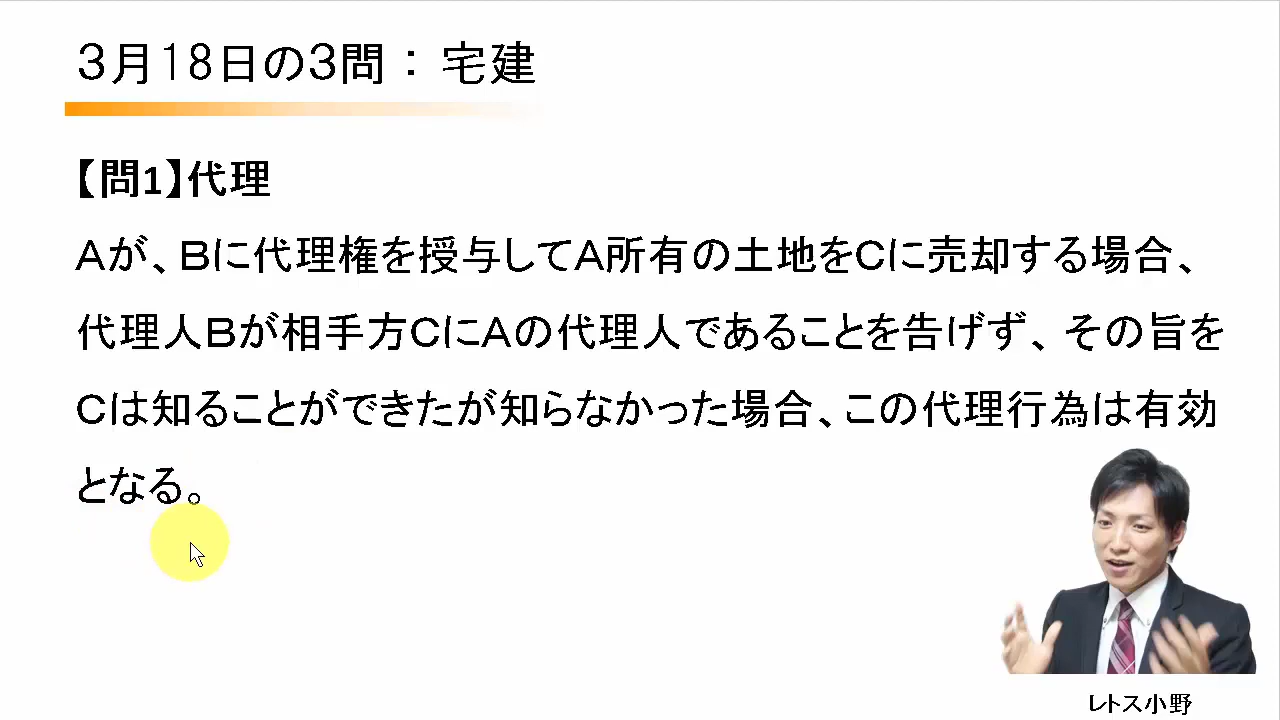 ３月18日の３問：宅建
【問1】代理
Ａが、Ｂに代理権を授与してＡ所有の土地をＣに売却する場合、
代理人Ｂが相手方ＣにＡの代理人であることを告げず、その旨を
Ｃは知ることができたが知らなかった場合、この代理行為は有効
となる。
レトス小野